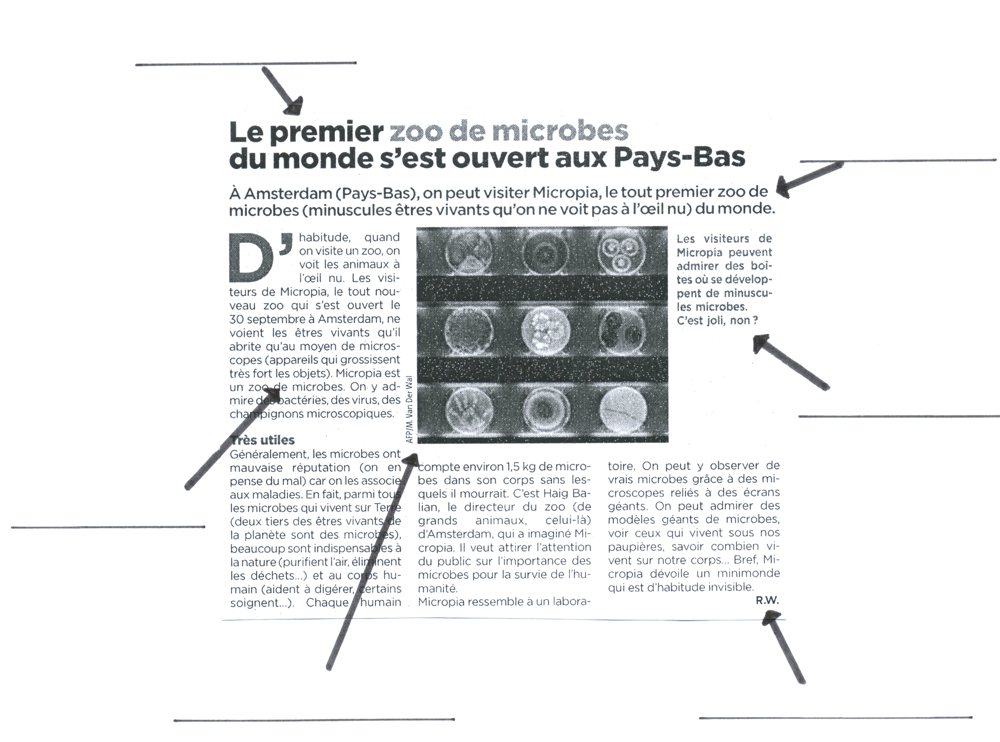 Le premier zoo de microbes
du monde s'est ouvert aux Pays-Bas
À Amsterdam (Pays-Bas), on peut visiter Micropia, le tout premier zoo de
microbes (minuscules êtres vivants qu'on ne voit pas à l'œil nu) du monde.
D'habitude, quand
on visite un zoo, on
voit les animaux à
l'œil nu. Les visi-
teurs de Micropia, le tout nou-
veau zoo qui s'est ouvert le
30 septembre à Amsterdam, ne
voient les êtres vivants qu'il
abrite qu'au moyen de micros-
copes (appareils qui grossissent
très fort les objets). Micropia est
un zoo de microbes. On y ad-
mire des bactéries, des virus, des
champignons microscopiques.
Très utiles
Généralement, les microbes ont
mauvaise réputation (on en
pense du mal) car on les associe
aux maladies. En fait, parmi tous
les microbes qui vivent sur Terre
(deux tiers des êtres vivants de
la planète sont des microbes),
beaucoup sont indispensables à
la nature (purifient l'air, éliminent
les déchets...) et au corps hu-
main (aident à digérer, certains
soignent...). Chaque humain
AFP/M. Van Der Wal
Les visiteurs de
Micropia peuvent
admirer des boî-
tes où se dévelop-
pent de minuscu-
les microbes.
C'est joli, non ?
compte environ 1,5 kg de micro-
bes dans son corps sans les-
quels il mourrait. C'est Haig Ba-
lian, le directeur du zoo (de
grands animaux, celui-là)
d'Amsterdam, qui a imaginé Mi-
cropia. Il veut attirer l'attention
du public sur l'importance des
microbes pour la survie de l'hu-
manité.
Micropia ressemble à un labora-
toire. On peut y observer de
vrais microbes grâce à des mi-
croscopes reliés à des écrans
géants. On peut admirer des
modèles géants de microbes,
voir ceux qui vivent sous nos
paupières, savoir combien vi-
vent sur notre corps... Bref, Mi-
cropia dévoile un minimonde
qui est d'habitude invisible.
R.W.